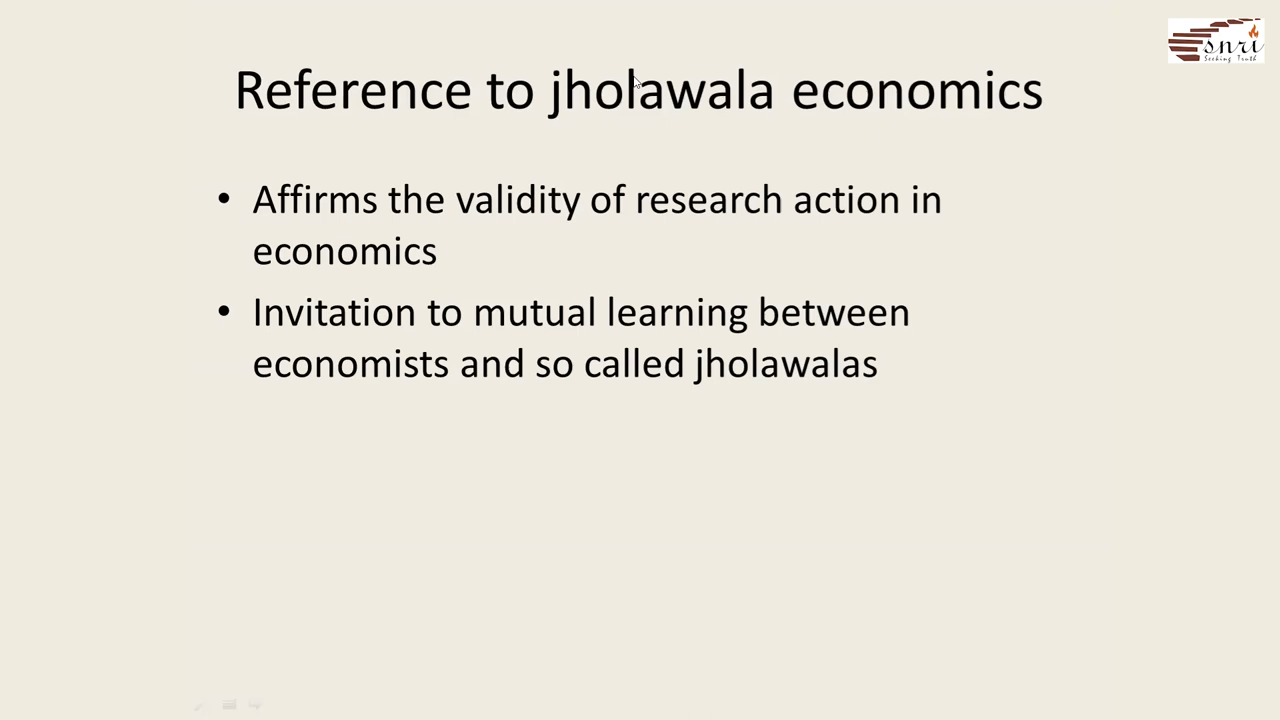 snri
Seeking Truth
Reference to jholawala economics
• Affirms the validity of research action in
economics
• Invitation to mutual learning between
economists and so called jholawalas